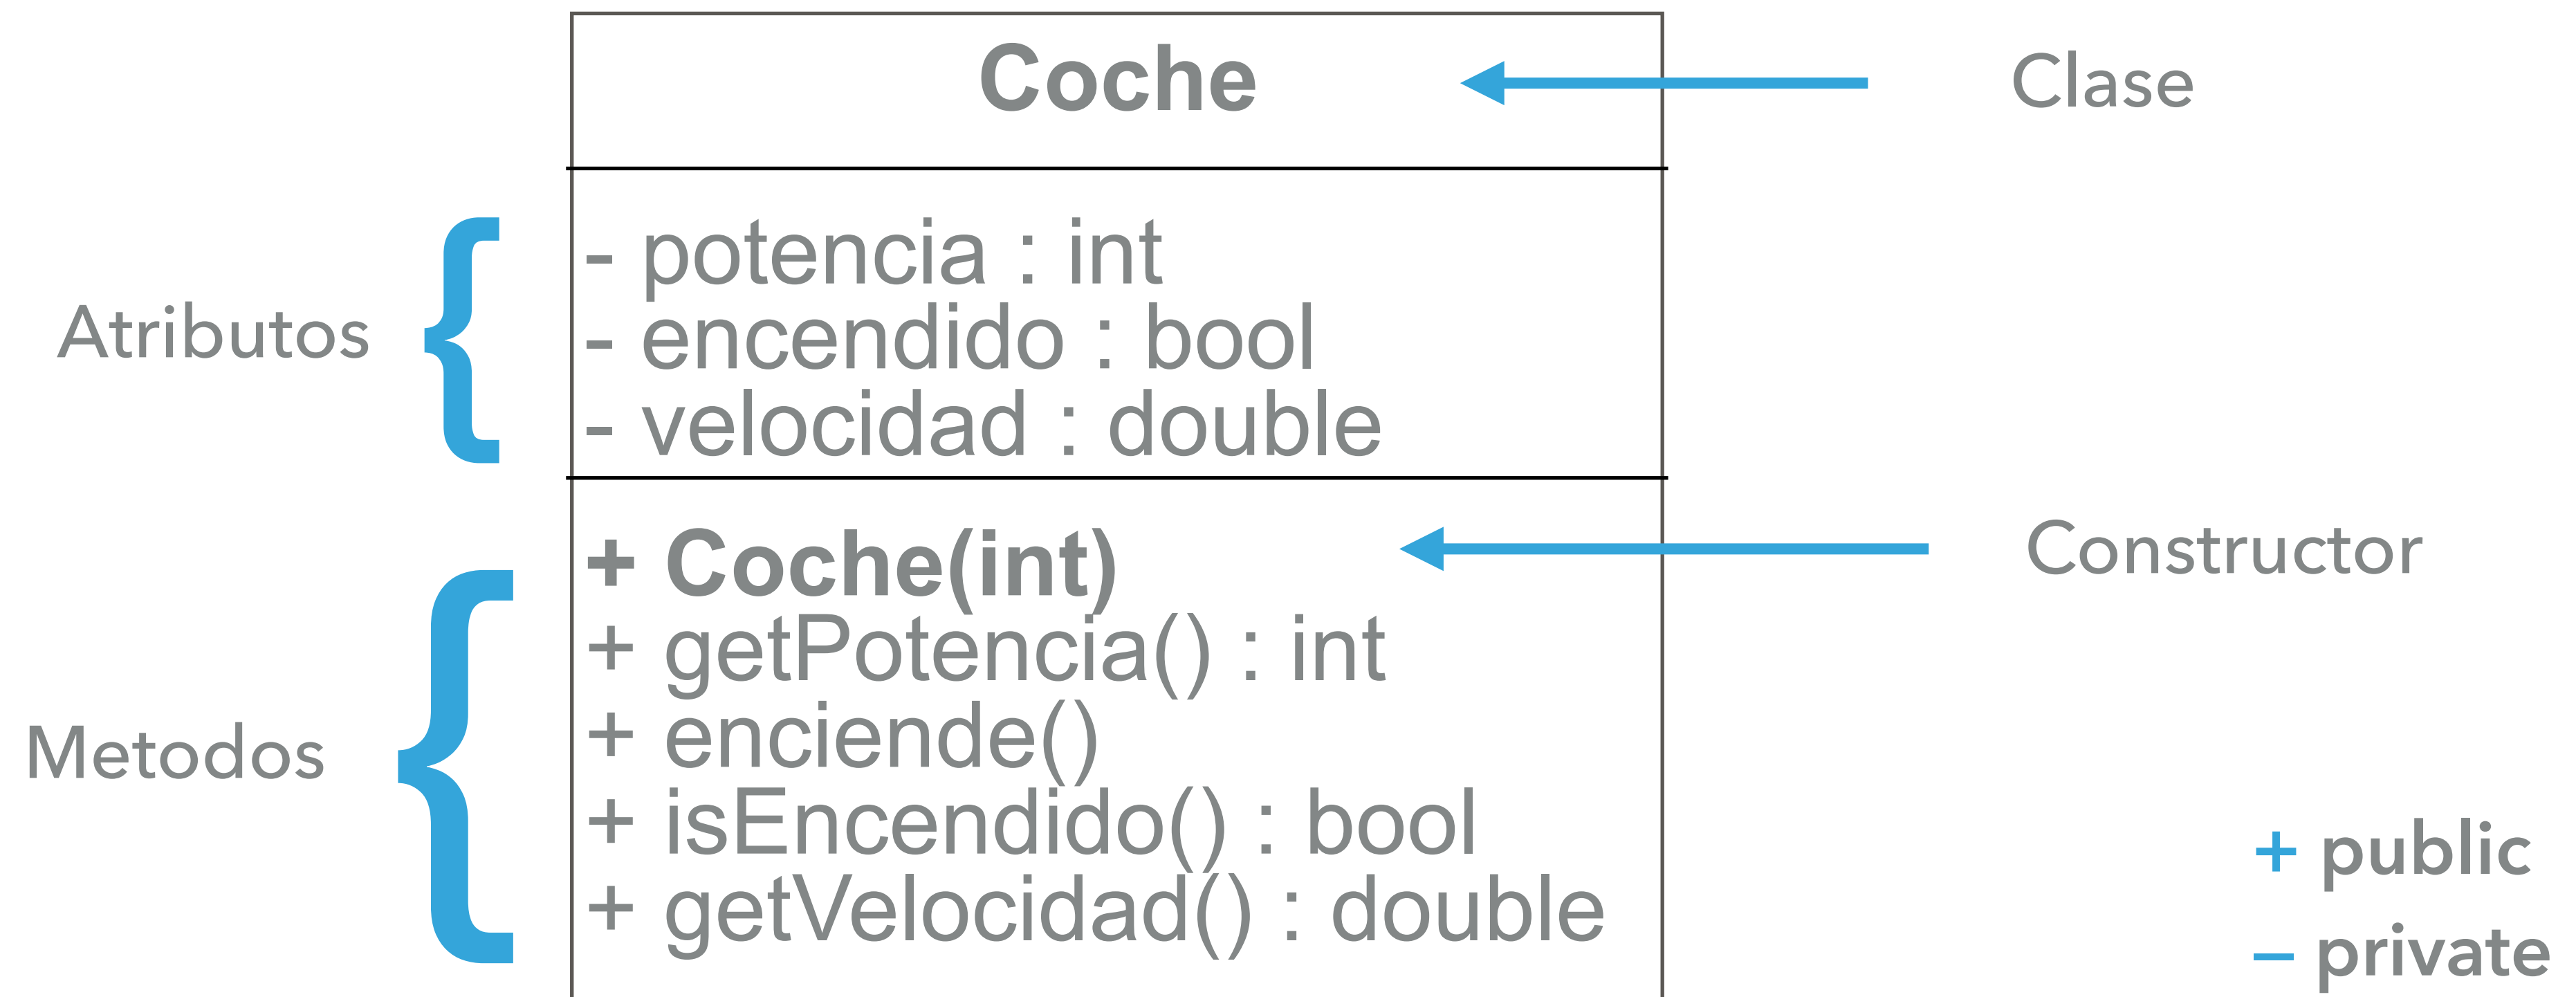 Coche
Clase
Atributos
- potencia : int
- encendido : bool
- velocidad : double
Metodos
+ Coche(int)
Constructor
+ getPotencia() : int
+ enciende()
+ isEncendido() : bool
+ getVelocidad() : double
+ public
– private